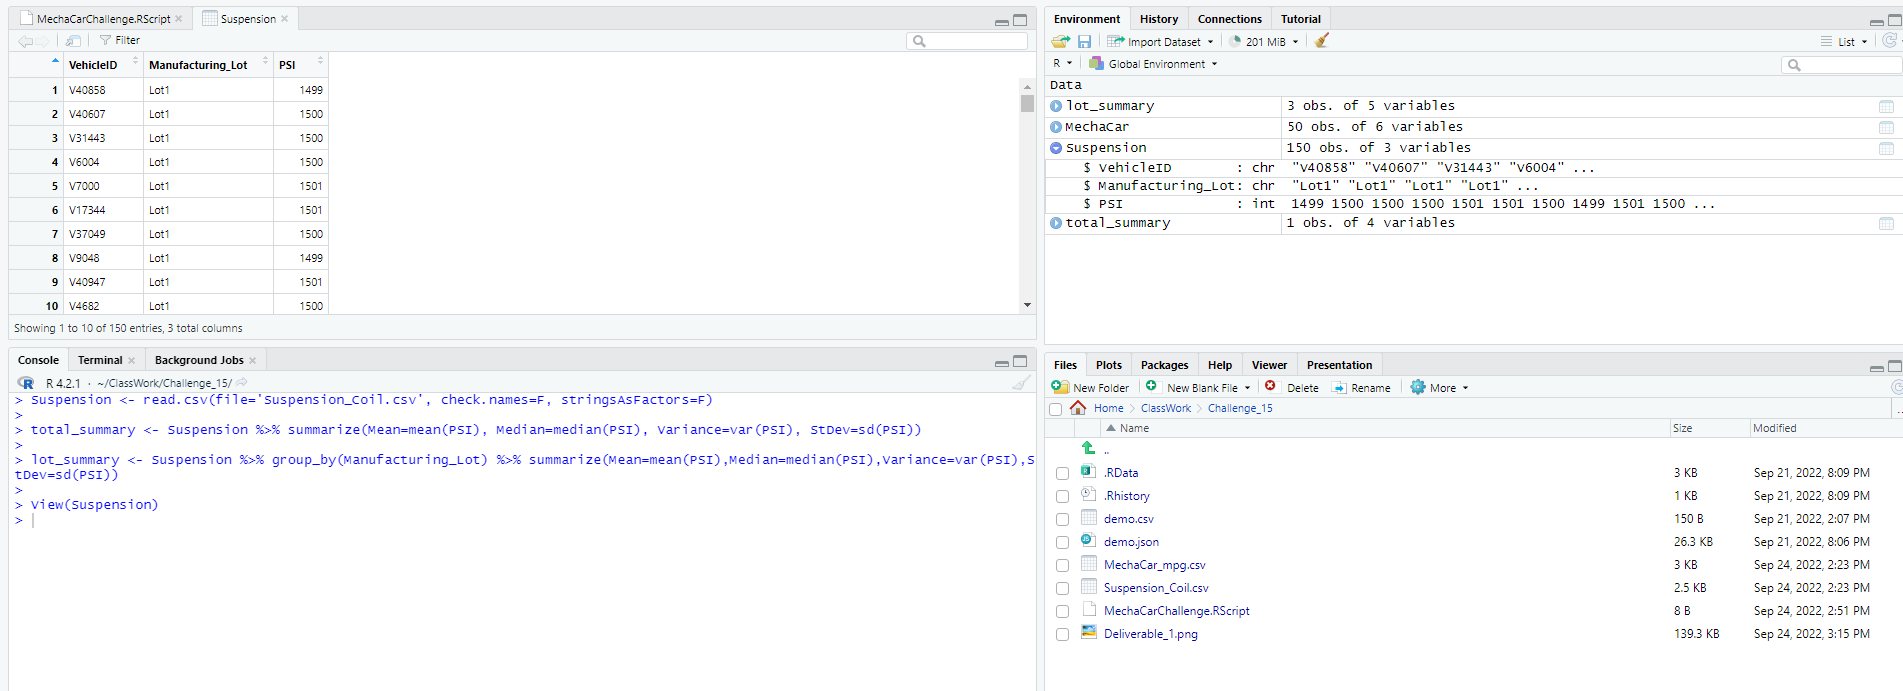 MechaCarChallenge.RScript
Suspension
Filter
VehicleID Manufacturing_Lot PSI
1 V40858 Lot1 1499
2 V40607 Lot1 1500
3 V31443 Lot1 1500
4 V6004 Lot1 1500
5 V7000 Lot1 1501
6 V17344 Lot1 1501
7 V37049 Lot1 1500
8 V9048 Lot1 1499
9 V40947 Lot1 1501
10 V4682 Lot1 1500
Showing 1 to 10 of 150 entries, 3 total columns
Console Terminal Background Jobs
R R 4.2.1 · ~/ClassWork/Challenge_15/
> Suspension <- read.csv(file='Suspension_Coil.csv', check.names=F, stringsAsFactors=F)
>
> total_summary <- Suspension %>% summarize(Mean=mean(PSI), Median=median(PSI), Variance=var(PSI), StDev=sd(PSI))
>
> lot_summary <- Suspension %>% group_by(Manufacturing_Lot) %>% summarize(Mean=mean(PSI),Median=median(PSI),Variance=var(PSI),S
tDev=sd(PSI))
>
> View(Suspension)
>
Environment History Connections Tutorial
Import Dataset 201 MiB List
R Global Environment
Data
lot_summary 3 obs. of 5 variables
MechaCar 50 obs. of 6 variables
Suspension 150 obs. of 3 variables
$ VehicleID : chr "V40858" "V40607" "V31443" "V6004" ...
$ Manufacturing_Lot: chr "Lot1" "Lot1" "Lot1" "Lot1" ...
$ PSI : int 1499 1500 1500 1500 1501 1501 1500 1499 1501 1500 ...
total_summary 1 obs. of 4 variables
Files Plots Packages Help Viewer Presentation
New Folder New Blank File Delete Rename More
Home ClassWork Challenge_15 ...
Name Size Modified
..
.RData 3 KB Sep 21, 2022, 8:09 PM
.Rhistory 1 KB Sep 21, 2022, 8:09 PM
demo.csv 150 B Sep 21, 2022, 2:07 PM
demo.json 26.3 KB Sep 21, 2022, 8:06 PM
MechaCar_mpg.csv 3 KB Sep 24, 2022, 2:23 PM
Suspension_Coil.csv 2.5 KB Sep 24, 2022, 2:23 PM
MechaCarChallenge.RScript 8 B Sep 24, 2022, 2:51 PM
Deliverable_1.png 139.3 KB Sep 24, 2022, 3:15 PM